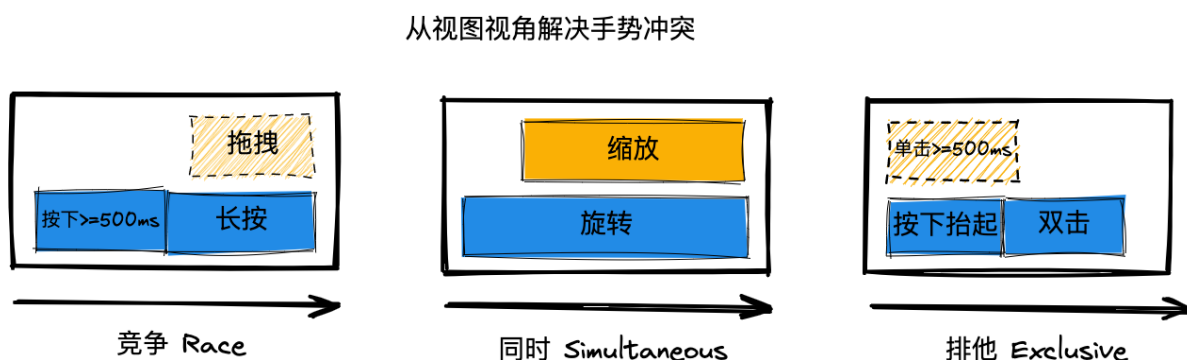 从视图视角解决手势冲突
拖拽
按下>=500ms
长按
竞争 Race
缩放
旋转
同时 Simultaneous
单击>=500ms
按下抬起
双击
排他 Exclusive